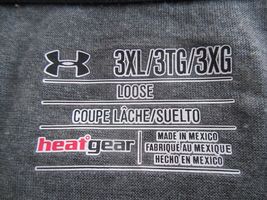 3XL/3TG/3XG
LOOSE
COUPE LÂCHE/SUELTO
heatgear
MADE IN MEXICO
FABRIQUÉ AU MEXIQUE
HECHO EN MEXICO